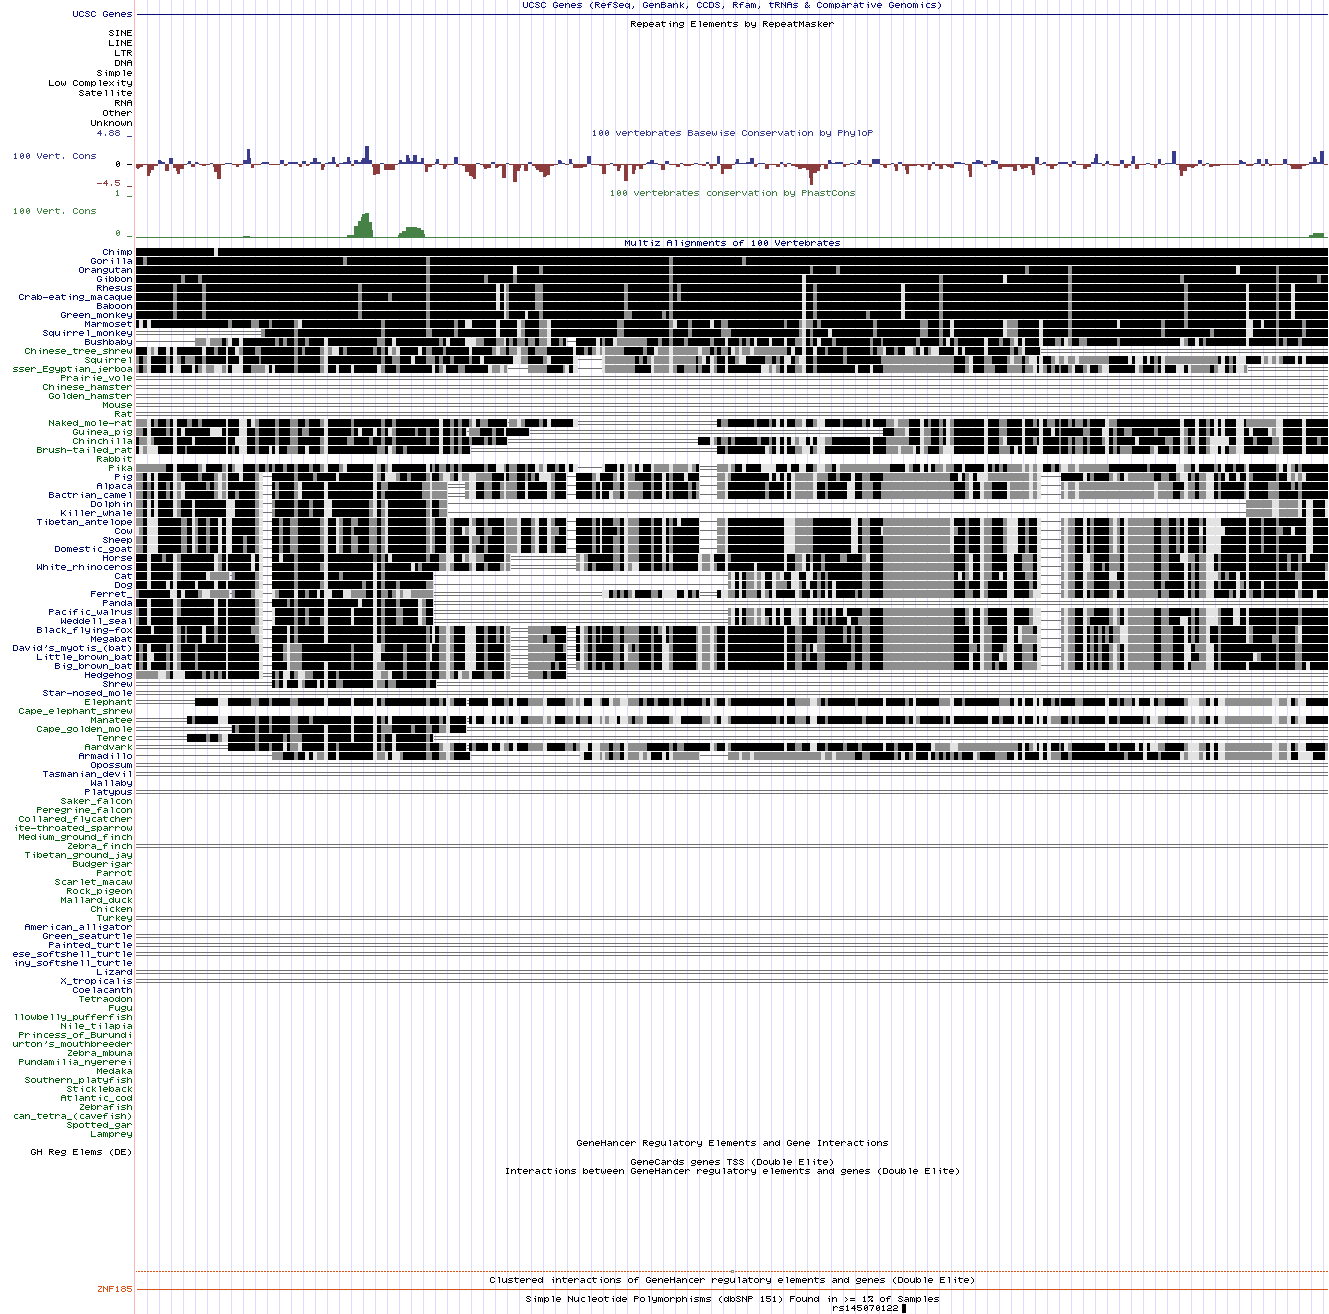 UCSC Genes (RefSeq, GenBank, CCDS, Rfam, tRNAs & Comparative Genomics)
UCSC Genes
Repeating Elements by RepeatMasker
SINE
LINE
LTR
DNA
Simple
Low Complexity
Satellite
RNA
Other
Unknown
4.88 _
100 vertebrates Basewise Conservation by PhyloP
100 Vert. Cons
0 -
-4.5 _
1 _
100 vertebrates conservation by PhastCons
100 Vert. Cons
0 _
Multiz Alignments of 100 Vertebrates
Chimp
Gorilla
Orangutan
Gibbon
Rhesus
Crab-eating_macaque
Baboon
Green_monkey
Marmoset
Squirrel_monkey
Bushbaby
Chinese_tree_shrew
Squirrel
sser_Egyptian_jerboa
Prairie_vole
Chinese_hamster
Golden_hamster
Mouse
Rat
Naked_mole-rat
Guinea_pig
Chinchilla
Brush-tailed_rat
Rabbit
Pika
Pig
Alpaca
Bactrian_camel
Dolphin
Killer_whale
Tibetan_antelope
Cow
Sheep
Domestic_goat
Horse
White_rhinoceros
Cat
Dog
Ferret_
Panda
Pacific_walrus
Weddell_seal
Black_flying-fox
Megabat
David's_myotis_(bat)
Little_brown_bat
Big_brown_bat
Hedgehog
Shrew
Star-nosed_mole
Elephant
Cape_elephant_shrew
Manatee
Cape_golden_mole
Tenrec
Aardvark
Armadillo
Opossum
Tasmanian_devil
Wallaby
Platypus
Saker_falcon
Peregrine_falcon
Collared_flycatcher
ite-throated_sparrow
Medium_ground_finch
Zebra_finch
Tibetan_ground_jay
Budgerigar
Parrot
Scarlet_macaw
Rock_pigeon
Mallard_duck
Chicken
Turkey
American_alligator
Green_seaturtle
Painted_turtle
ese_softshell_turtle
iny_softshell_turtle
Lizard
X_tropicalis
Coelacanth
Tetraodon
Fugu
llowbelly_pufferfish
Nile_tilapia
Princess_of_Burundi
urton's_mouthbreeder
Zebra_mbuna
Pundamilia_nyererei
Medaka
Southern_platyfish
Stickleback
Atlantic_cod
Zebrafish
can_tetra_(cavefish)
Spotted_gar
Lamprey
GeneHancer Regulatory Elements and Gene Interactions
GH Reg Elems (DE)
GeneCards genes TSS (Double Elite)
Interactions between GeneHancer regulatory elements and genes (Double Elite)
Clustered interactions of GeneHancer regulatory elements and genes (Double Elite)
ZNF185
Simple Nucleotide Polymorphisms (dbSNP 151) Found in >= 1% of Samples
rs145070122